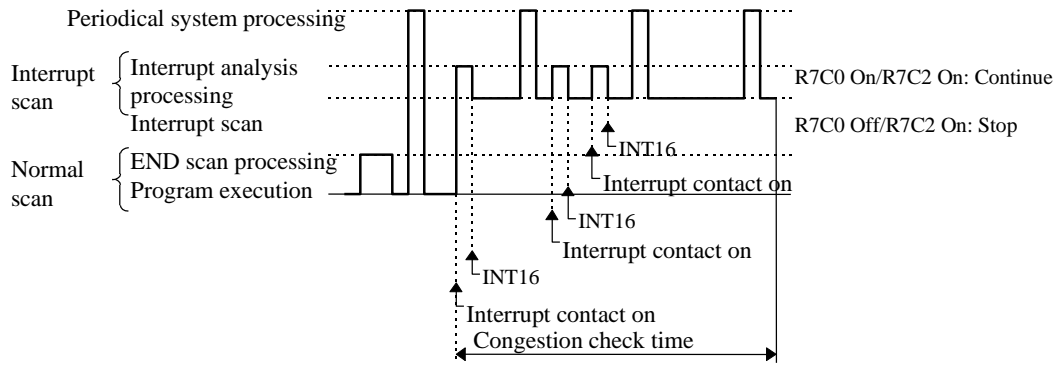 Periodical system processing
Interrupt scan
Interrupt analysis processing
Interrupt scan
R7C0 On/R7C2 On: Continue
R7C0 Off/R7C2 On: Stop
Normal scan
END scan processing
Program execution
INT16
Interrupt contact on
INT16
Interrupt contact on
INT16
Interrupt contact on
Congestion check time